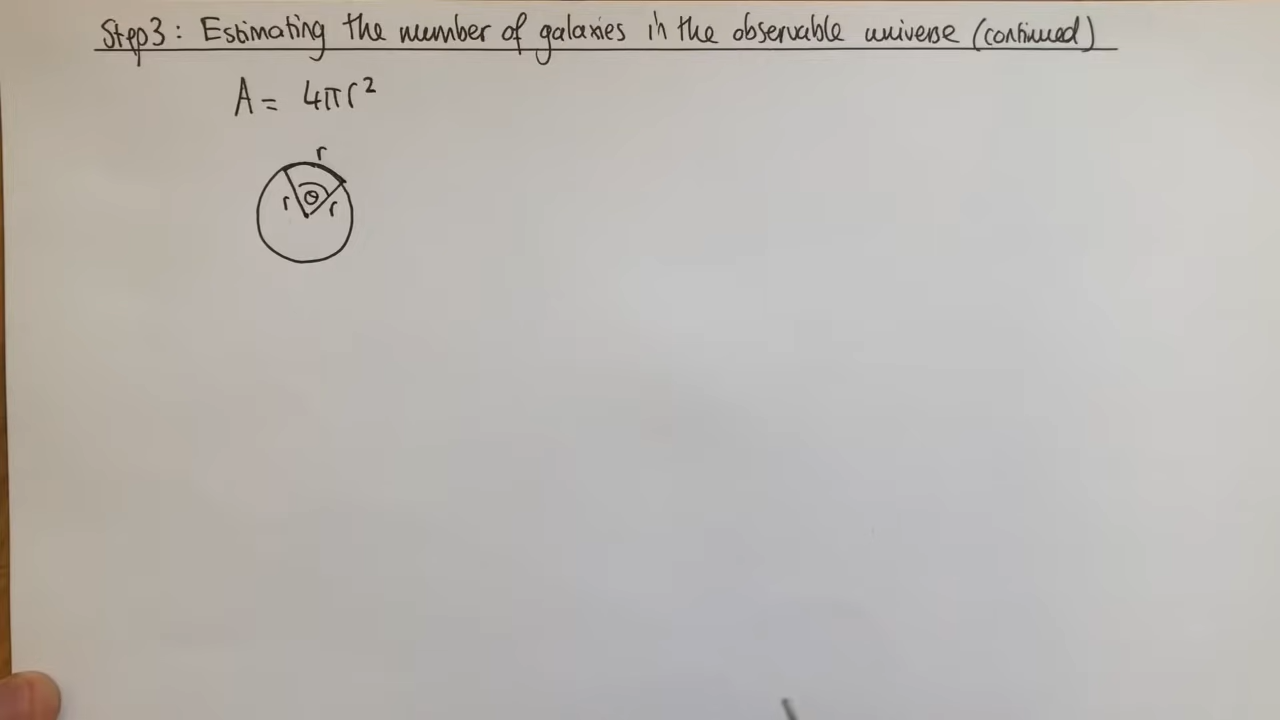 Step3: Estimating the number of galaxies in the observable universe (continued)
A = 4πr²
r
r θ r